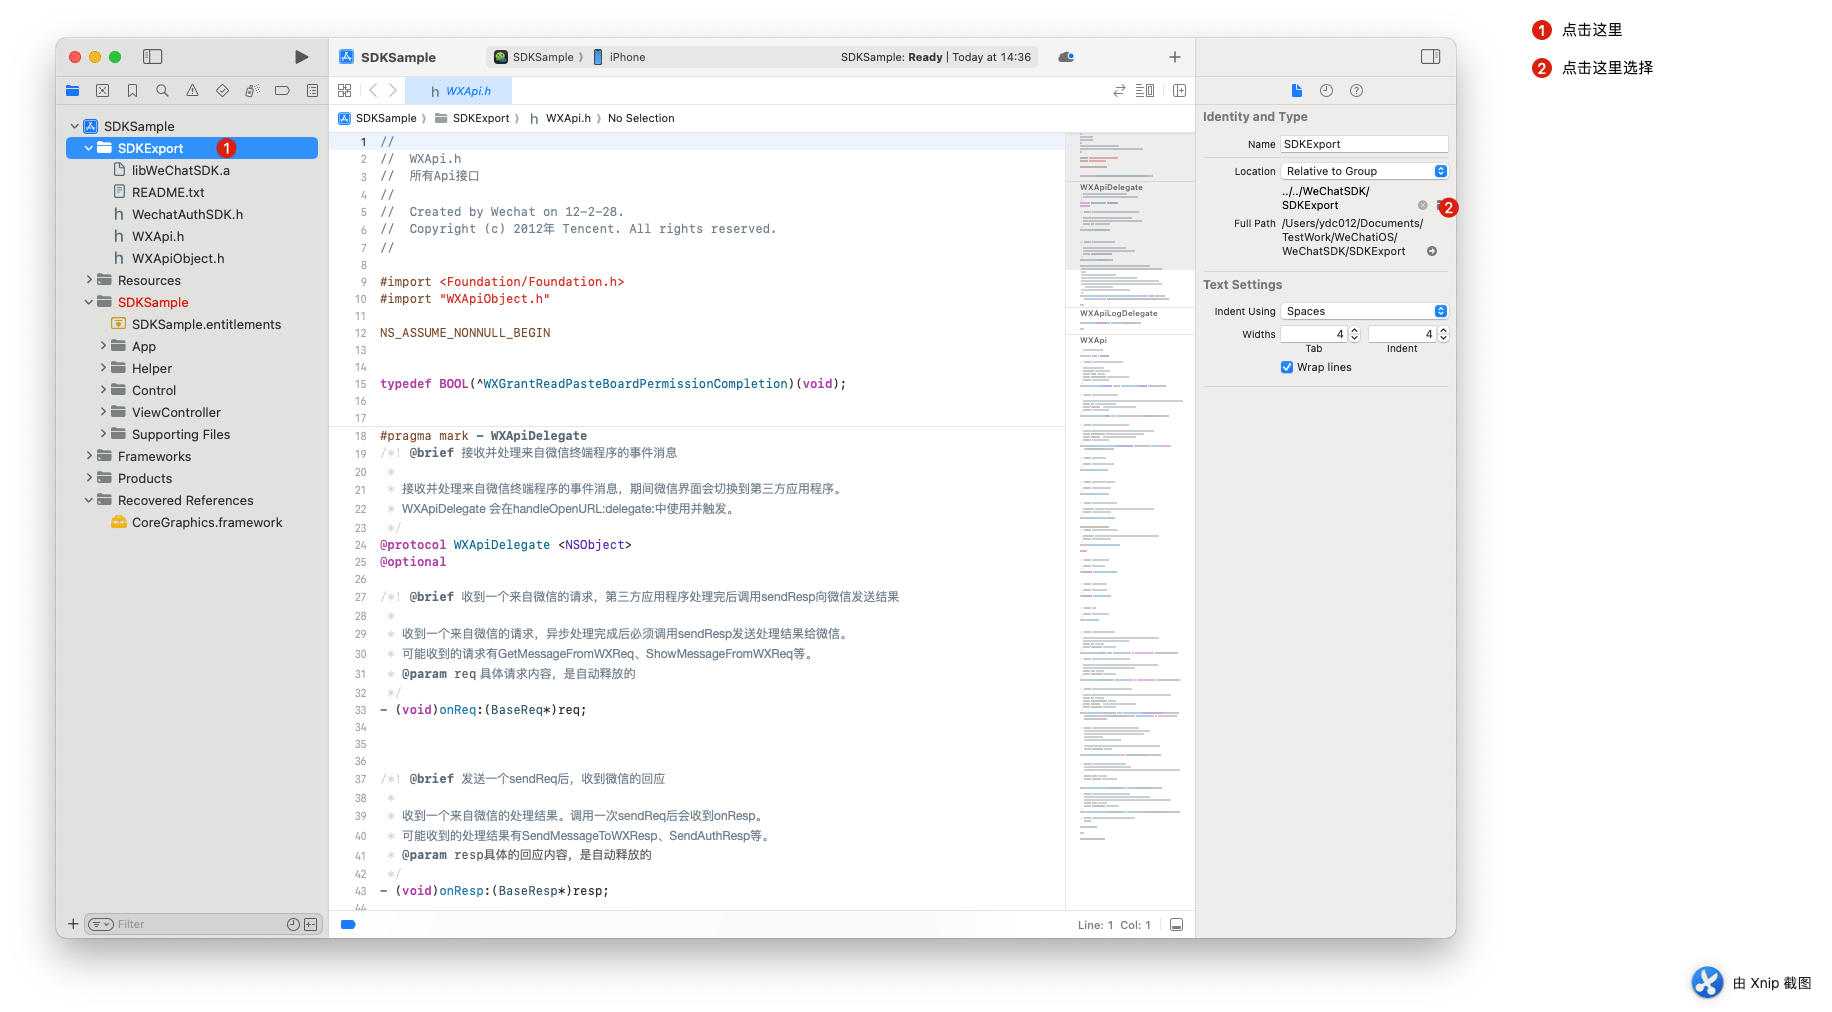 1 点击这里
2 点击这里选择
SDKSample
SDKSample
iPhone
SDKSample: Ready | Today at 14:36
h WXApi.h
SDKSample
SDKExport
h WXApi.h
No Selection
SDKSample
SDKExport 1
libWeChatSDK.a
README.txt
h WechatAuthSDK.h
h WXApi.h
h WXApiObject.h
Resources
SDKSample
SDKSample.entitlements
App
Helper
Control
ViewController
Supporting Files
Frameworks
Products
Recovered References
CoreGraphics.framework
Filter
1 //
2 //  WXApi.h
3 //  所有Api接口
4 //
5 //  Created by Wechat on 12-2-28.
6 //  Copyright (c) 2012年 Tencent. All rights reserved.
7 //
8
9 #import <Foundation/Foundation.h>
10 #import "WXApiObject.h"
11
12 NS_ASSUME_NONNULL_BEGIN
13
14
15 typedef BOOL(^WXGrantReadPasteBoardPermissionCompletion)(void);
16
17
18 #pragma mark - WXApiDelegate
19 /*! @brief 接收并处理来自微信终端程序的事件消息
20  *
21  * 接收并处理来自微信终端程序的事件消息，期间微信界面会切换到第三方应用程序。
22  * WXApiDelegate 会在handleOpenURL:delegate:中使用并触发。
23  */
24 @protocol WXApiDelegate <NSObject>
25 @optional
26
27 /*! @brief 收到一个来自微信的请求，第三方应用程序处理完后调用sendResp向微信发送结果
28  *
29  * 收到一个来自微信的请求，异步处理完成后必须调用sendResp发送处理结果给微信。
30  * 可能收到的请求有GetMessageFromWXReq、ShowMessageFromWXReq等。
31  * @param req 具体请求内容，是自动释放的
32  */
33 - (void)onReq:(BaseReq*)req;
34
35
36
37 /*! @brief 发送一个sendReq后，收到微信的回应
38  *
39  * 收到一个来自微信的处理结果。调用一次sendReq后会收到onResp。
40  * 可能收到的处理结果有SendMessageToWXResp、SendAuthResp等。
41  * @param resp具体的回应内容，是自动释放的
42  */
43 - (void)onResp:(BaseResp*)resp;
44
WXApiDelegate
WXApiLogDelegate
WXApi
Line: 1 Col: 1
Identity and Type
Name SDKExport
Location Relative to Group
../../WeChatSDK/
SDKExport 2
Full Path /Users/ydc012/Documents/
TestWork/WeChatiOS/
WeChatSDK/SDKExport
Text Settings
Indent Using Spaces
Widths 4 4
Tab Indent
Wrap lines
由 Xnip 截图